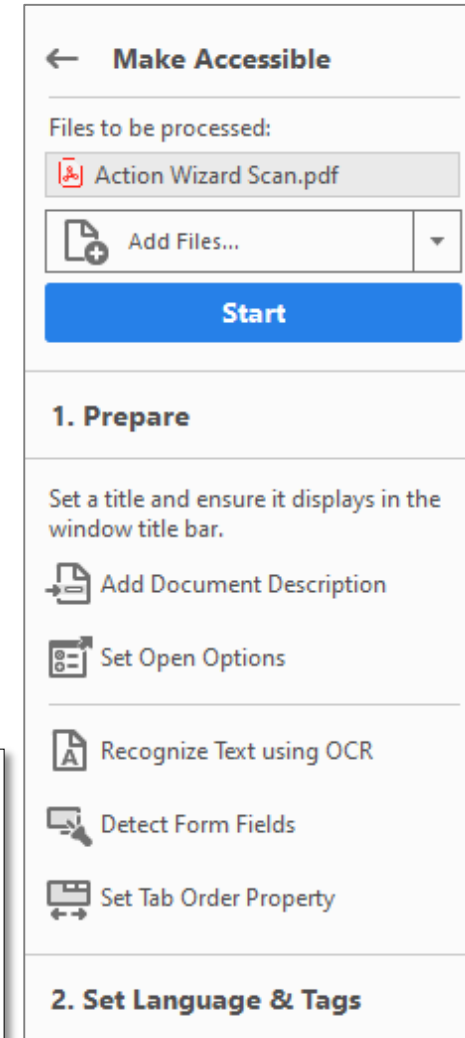 Make Accessible
Files to be processed:
Action Wizard Scan.pdf
Add Files...
Start
1. Prepare
Set a title and ensure it displays in the
window title bar.
Add Document Description
Set Open Options
Recognize Text using OCR
Detect Form Fields
Set Tab Order Property
2. Set Language & Tags